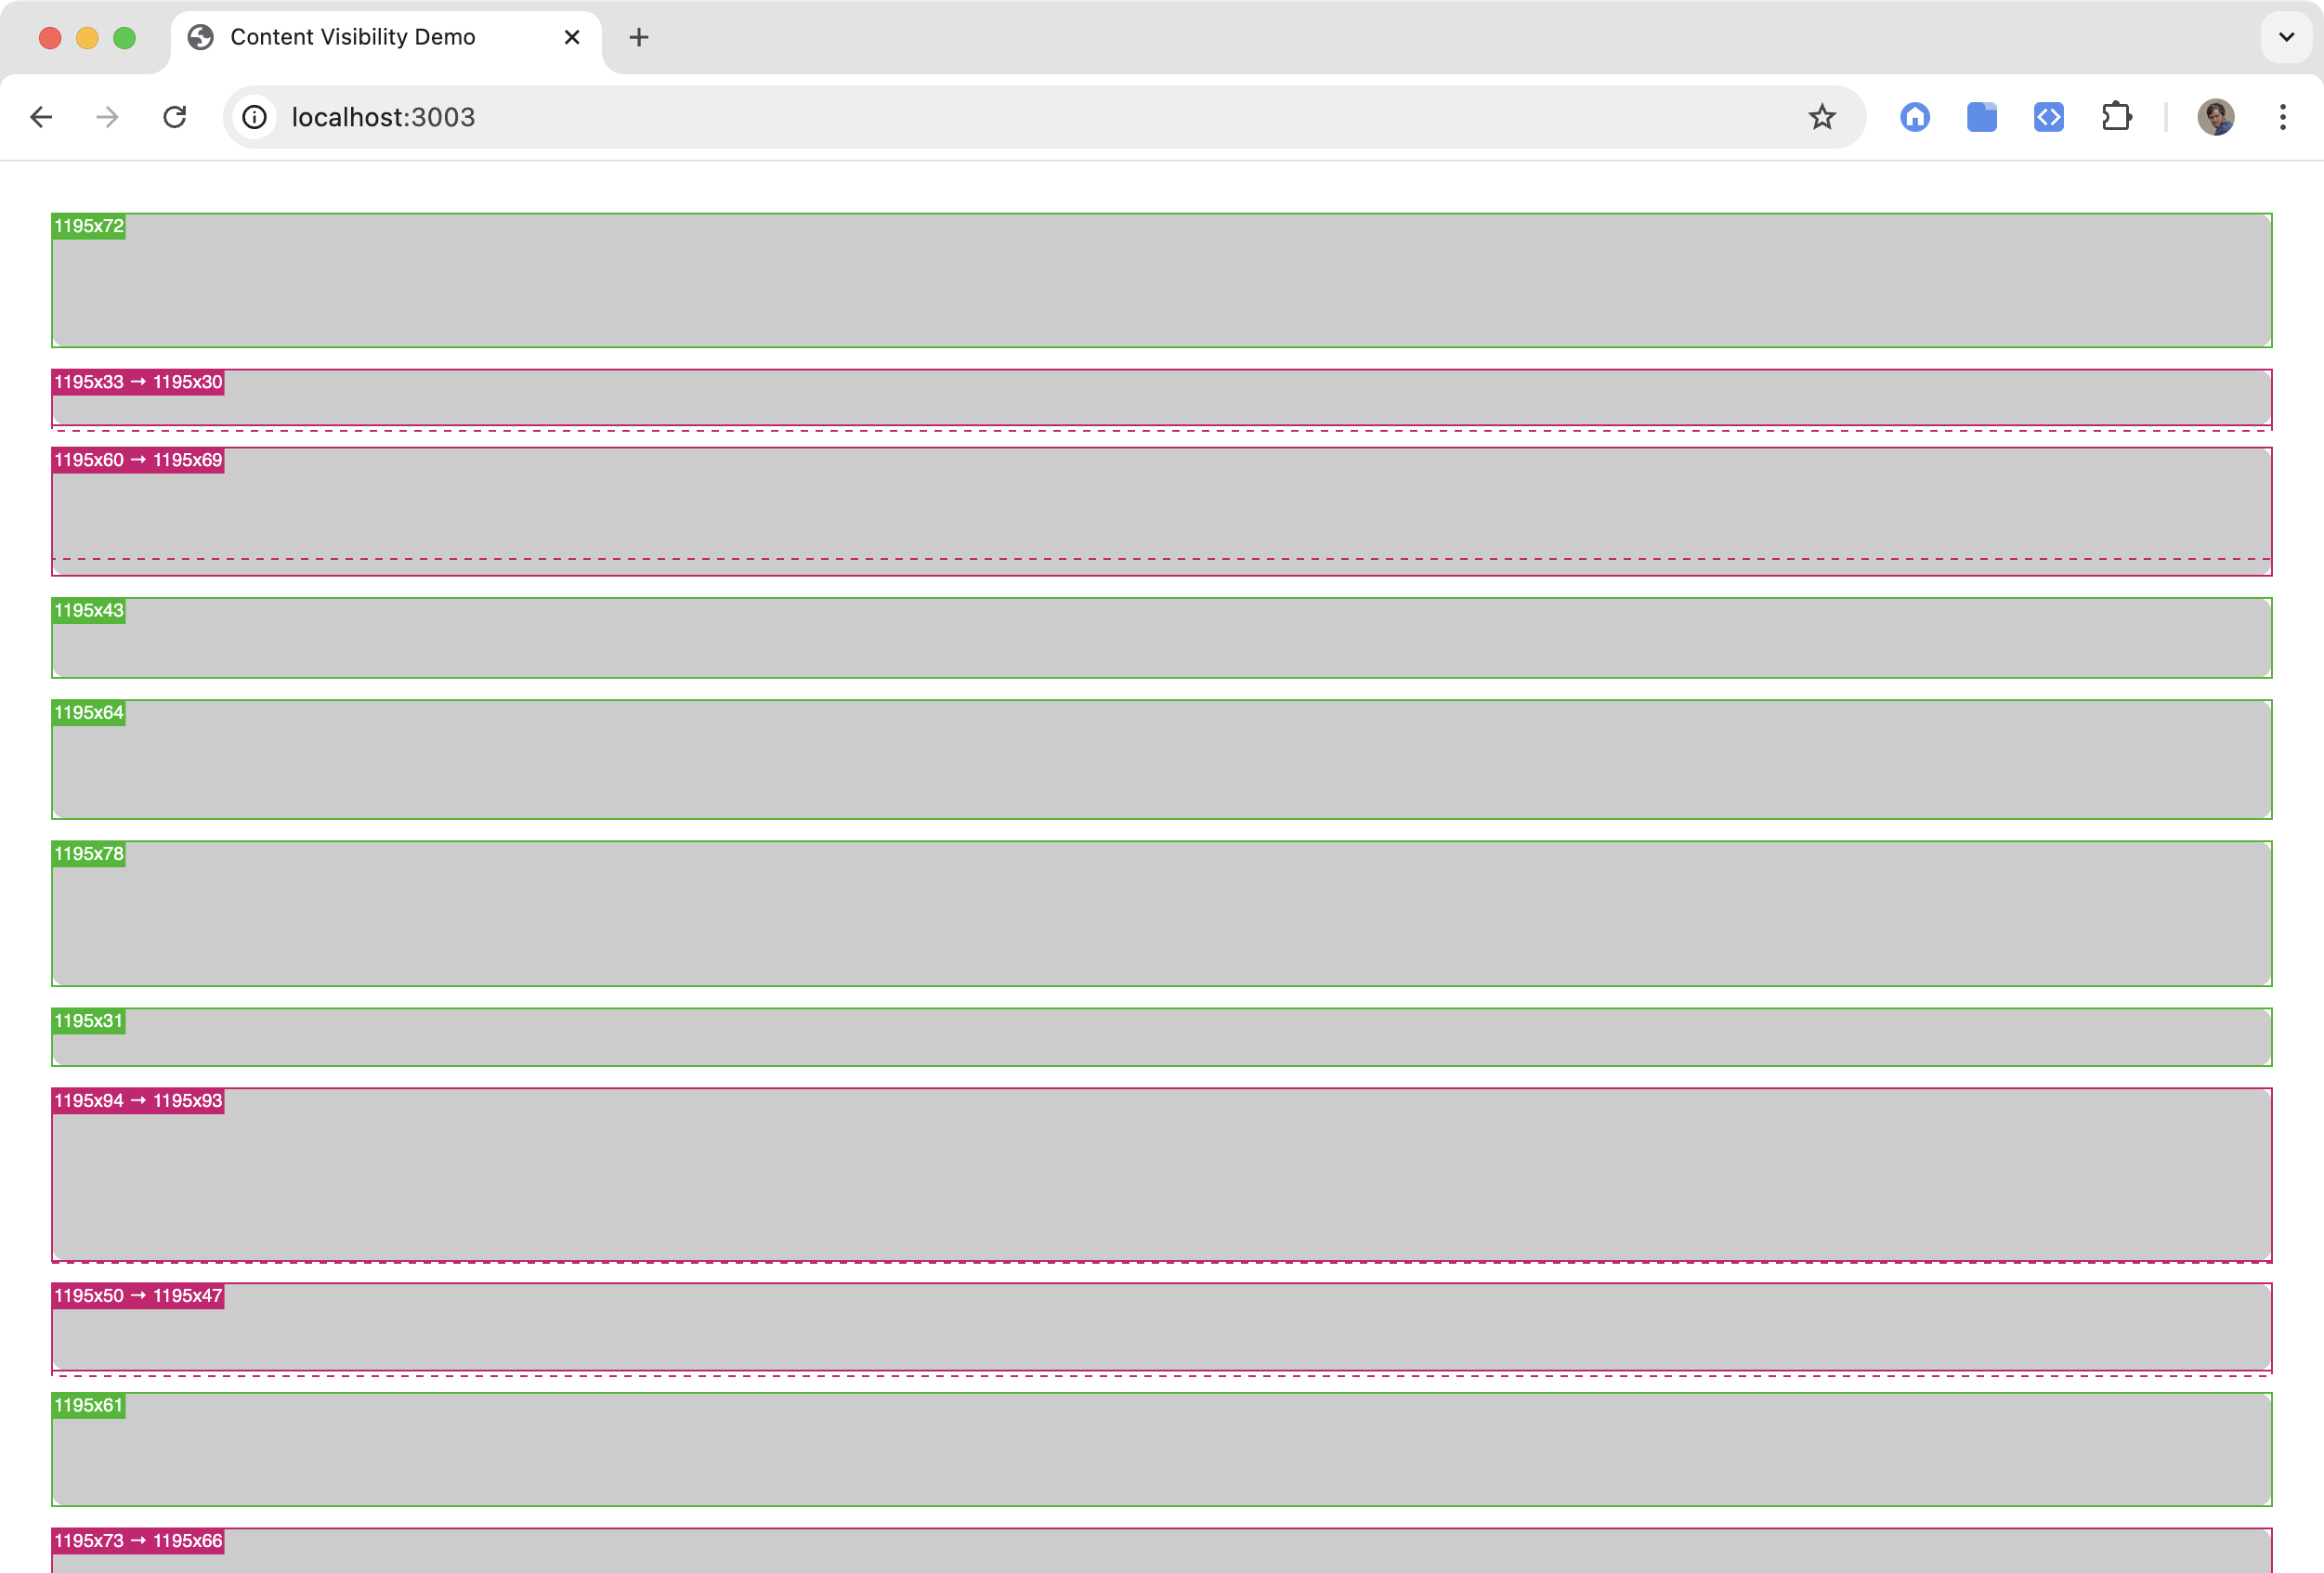 Content Visibility Demo
localhost:3003
1195x72
1195x33 → 1195x30
1195x60 → 1195x69
1195x43
1195x64
1195x78
1195x31
1195x94 → 1195x93
1195x50 → 1195x47
1195x61
1195x73 → 1195x66